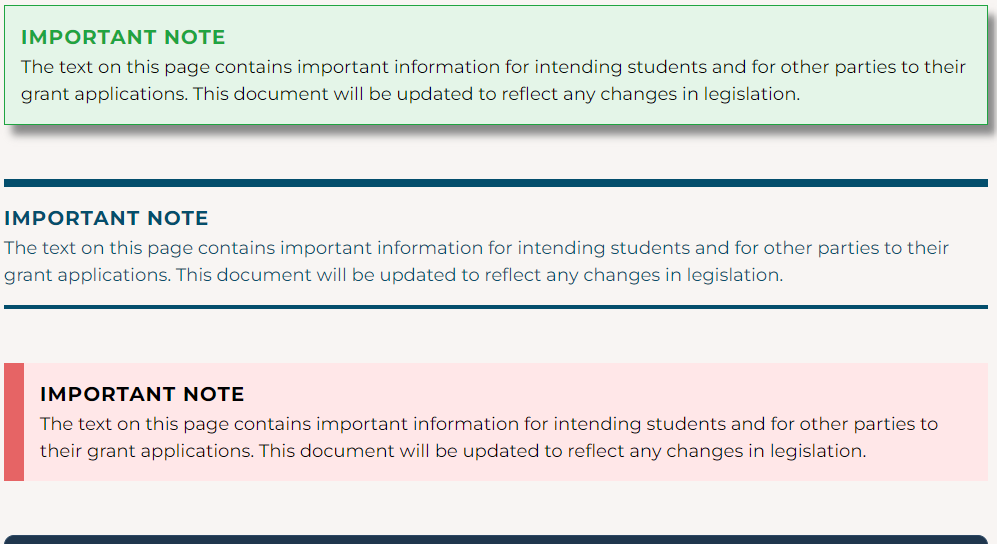 IMPORTANT NOTE
The text on this page contains important information for intending students and for other parties to their
grant applications. This document will be updated to reflect any changes in legislation.
IMPORTANT NOTE
The text on this page contains important information for intending students and for other parties to their
grant applications. This document will be updated to reflect any changes in legislation.
IMPORTANT NOTE
The text on this page contains important information for intending students and for other parties to
their grant applications. This document will be updated to reflect any changes in legislation.